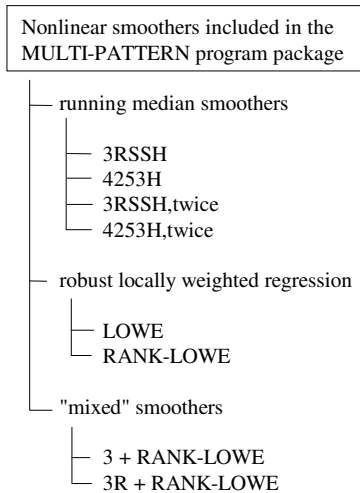 Nonlinear smoothers included in the
MULTI-PATTERN program package
running median smoothers
3RSSH
4253H
3RSSH,twice
4253H,twice
robust locally weighted regression
LOWE
RANK-LOWE
"mixed" smoothers
3 + RANK-LOWE
3R + RANK-LOWE